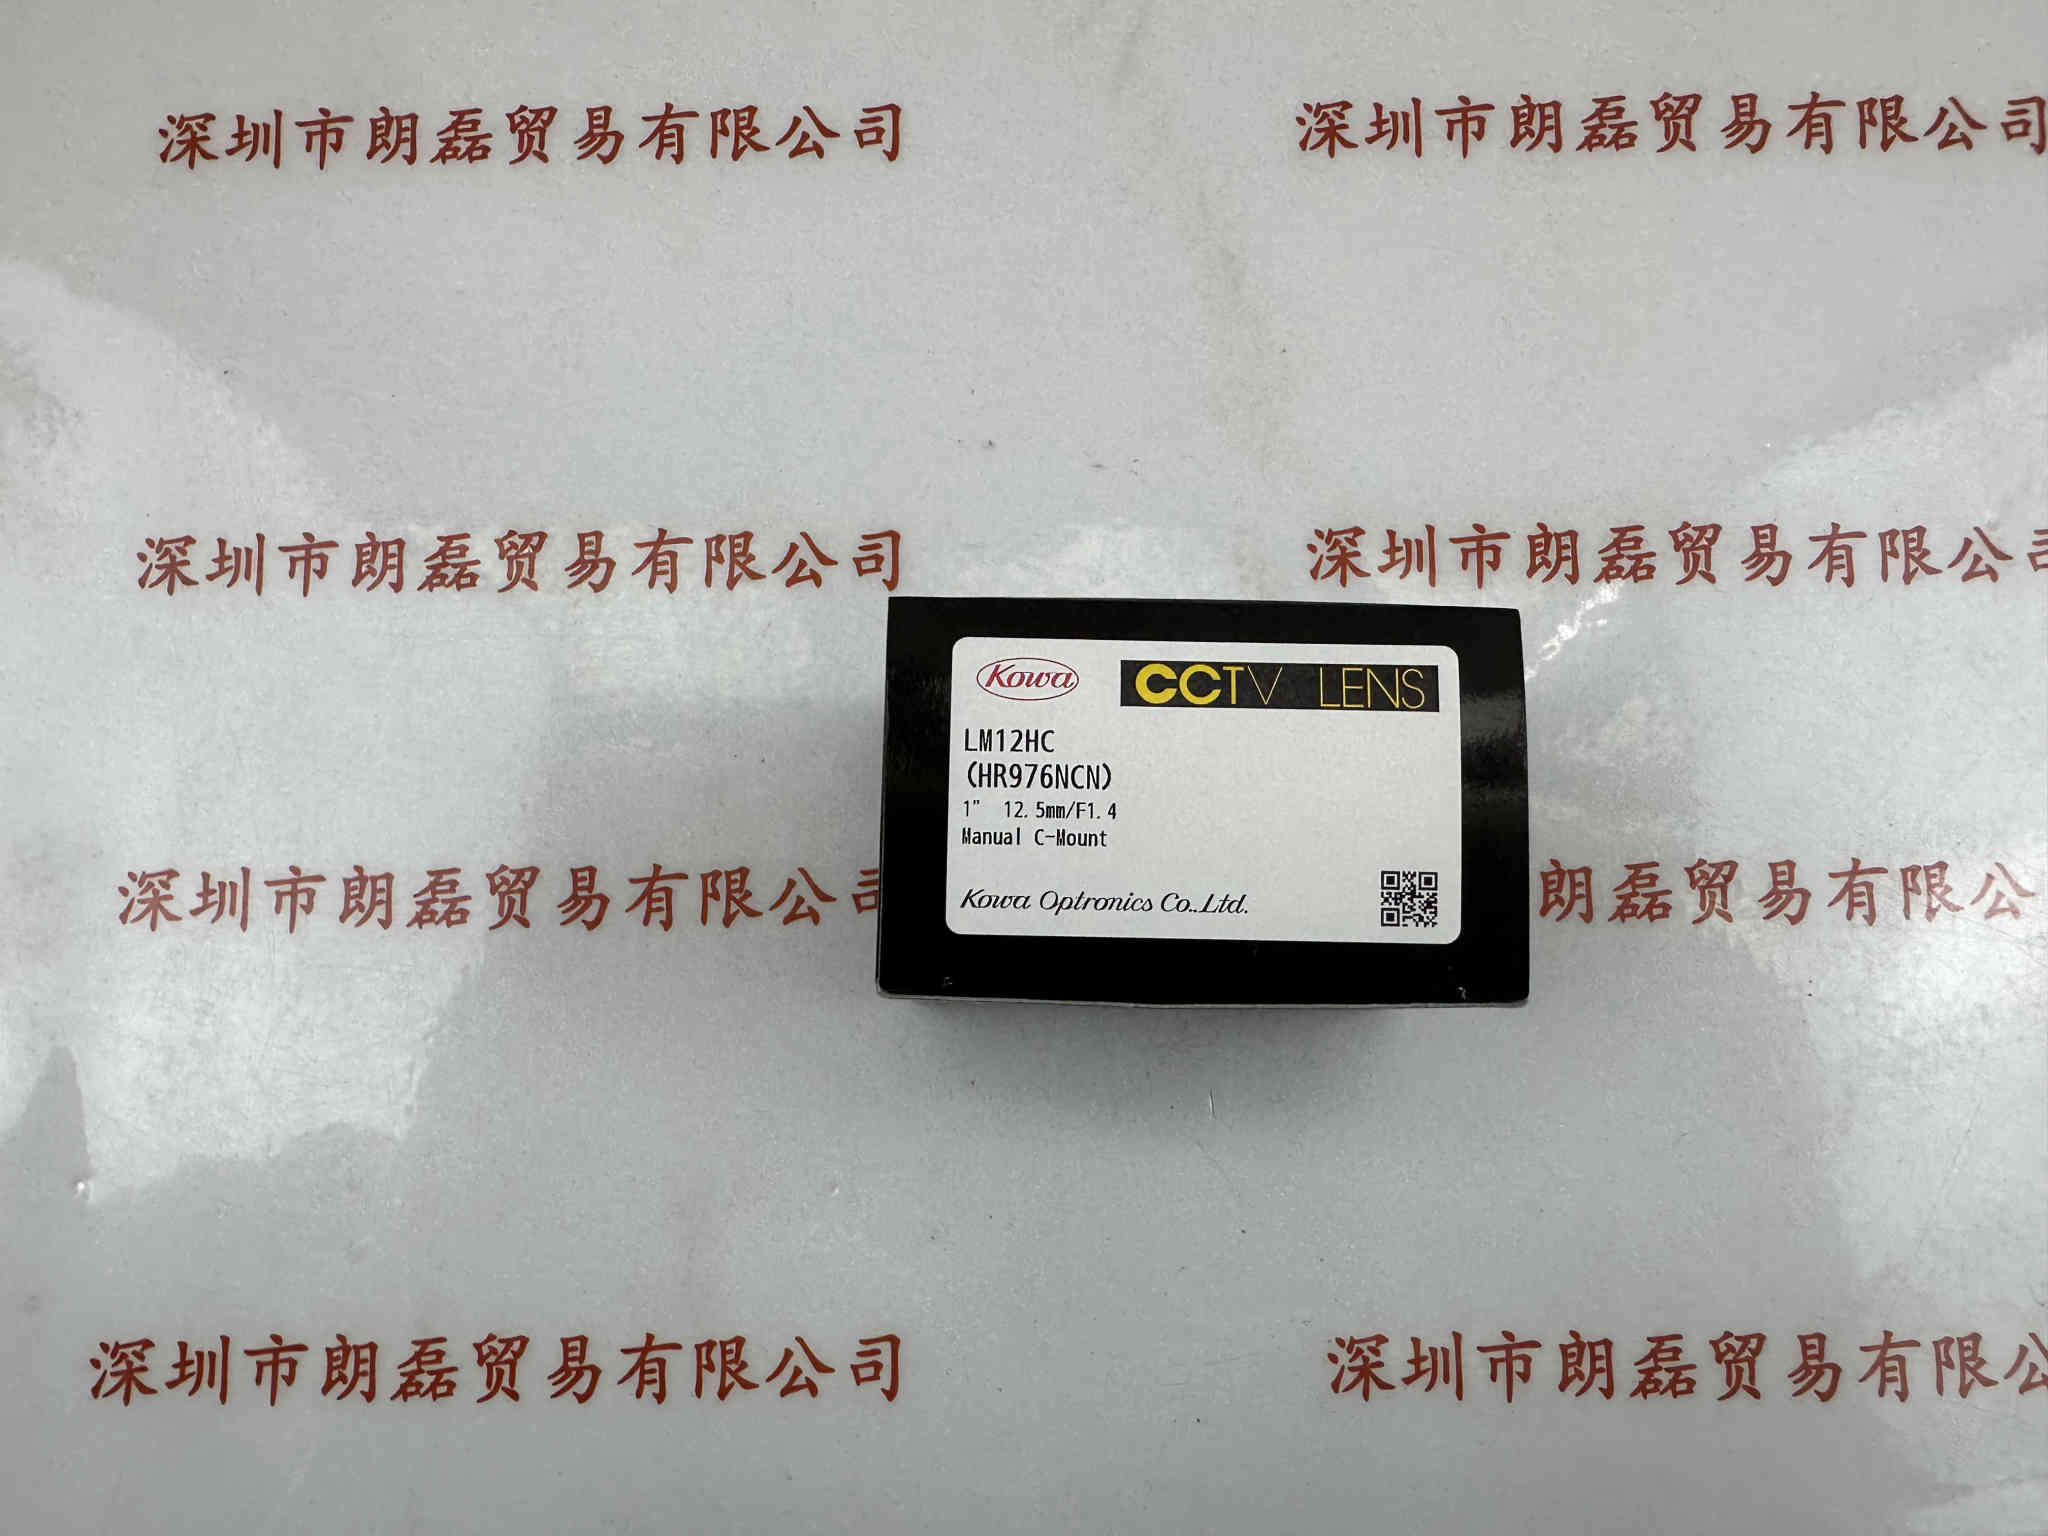 深圳市朗磊贸易有限公司 深圳市朗磊贸易有限公司
深圳市朗磊贸易有限公司 深圳市朗磊贸易有限公司
Kowa CCTV LENS
LM12HC
(HR976NCN)
1" 12.5mm/F1.4
Manual C-Mount
Kowa Optronics Co.,Ltd.
深圳市朗磊贸易有限公司 朗磊贸易有限公
深圳市朗磊贸易有限公司 深圳市朗磊贸易有限公